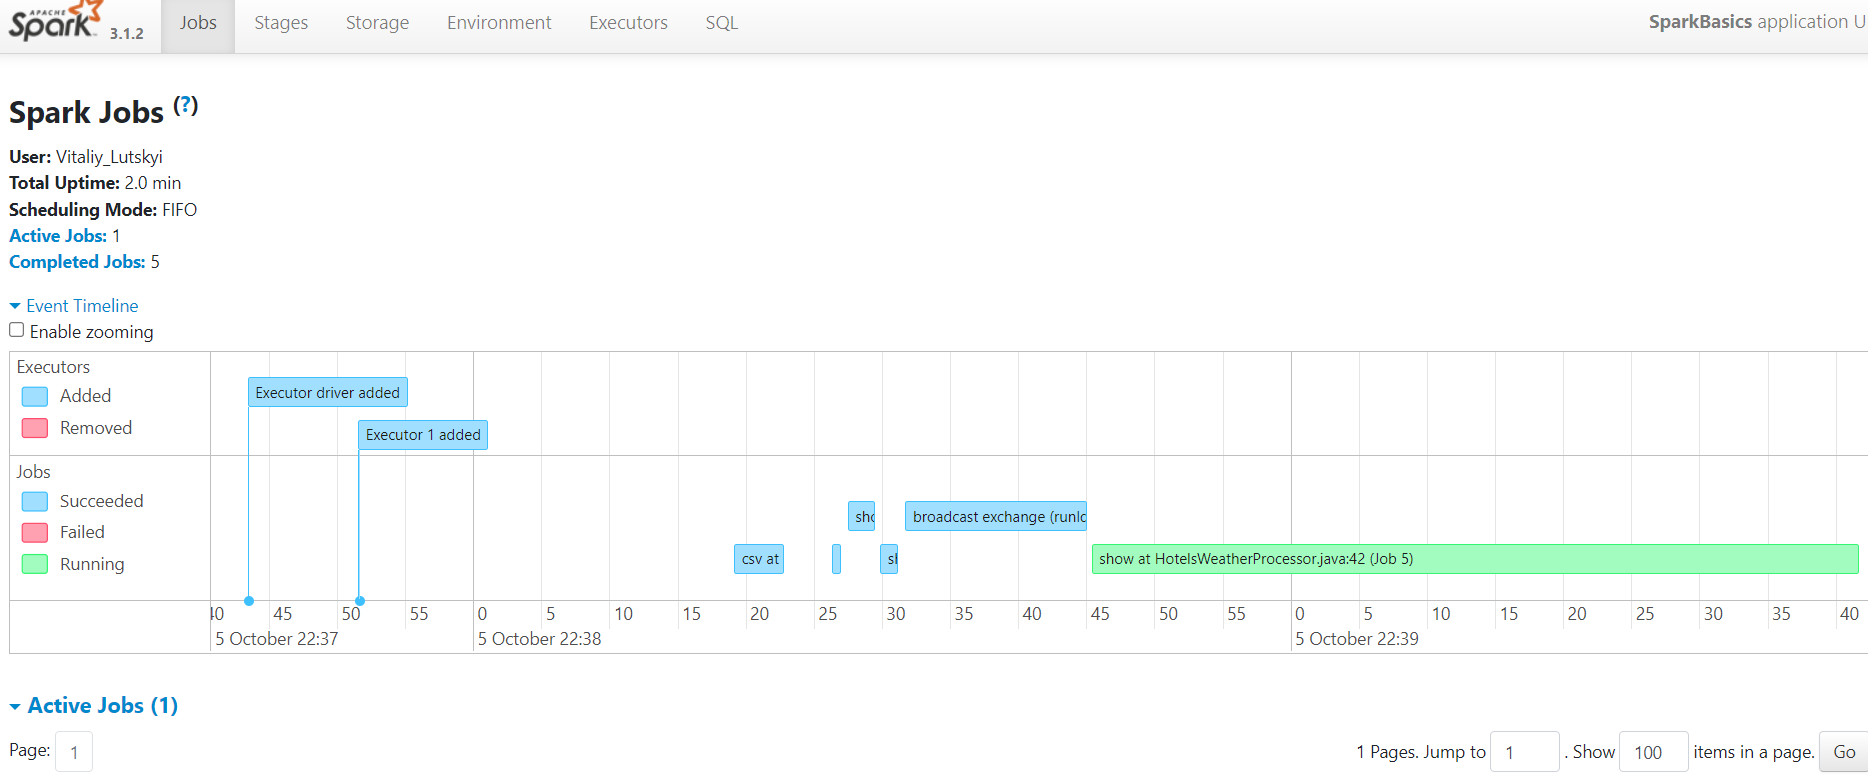 APACHE
Spark 3.1.2 Jobs Stages Storage Environment Executors SQL SparkBasics application U
Spark Jobs (?)
User: Vitaliy_Lutskyi
Total Uptime: 2.0 min
Scheduling Mode: FIFO
Active Jobs: 1
Completed Jobs: 5
Event Timeline
Enable zooming
Executors
Added
Removed
Executor driver added
Executor 1 added
Jobs
Succeeded
Failed
Running
sho
broadcast exchange (runIo
csv at
sh
show at HotelsWeatherProcessor.java:42 (Job 5)
40 45 50 55 0 5 10 15 20 25 30 35 40 45 50 55 0 5 10 15 20 25 30 35 40
5 October 22:37 5 October 22:38 5 October 22:39
Active Jobs (1)
Page: 1 1 Pages. Jump to 1 . Show 100 items in a page. Go